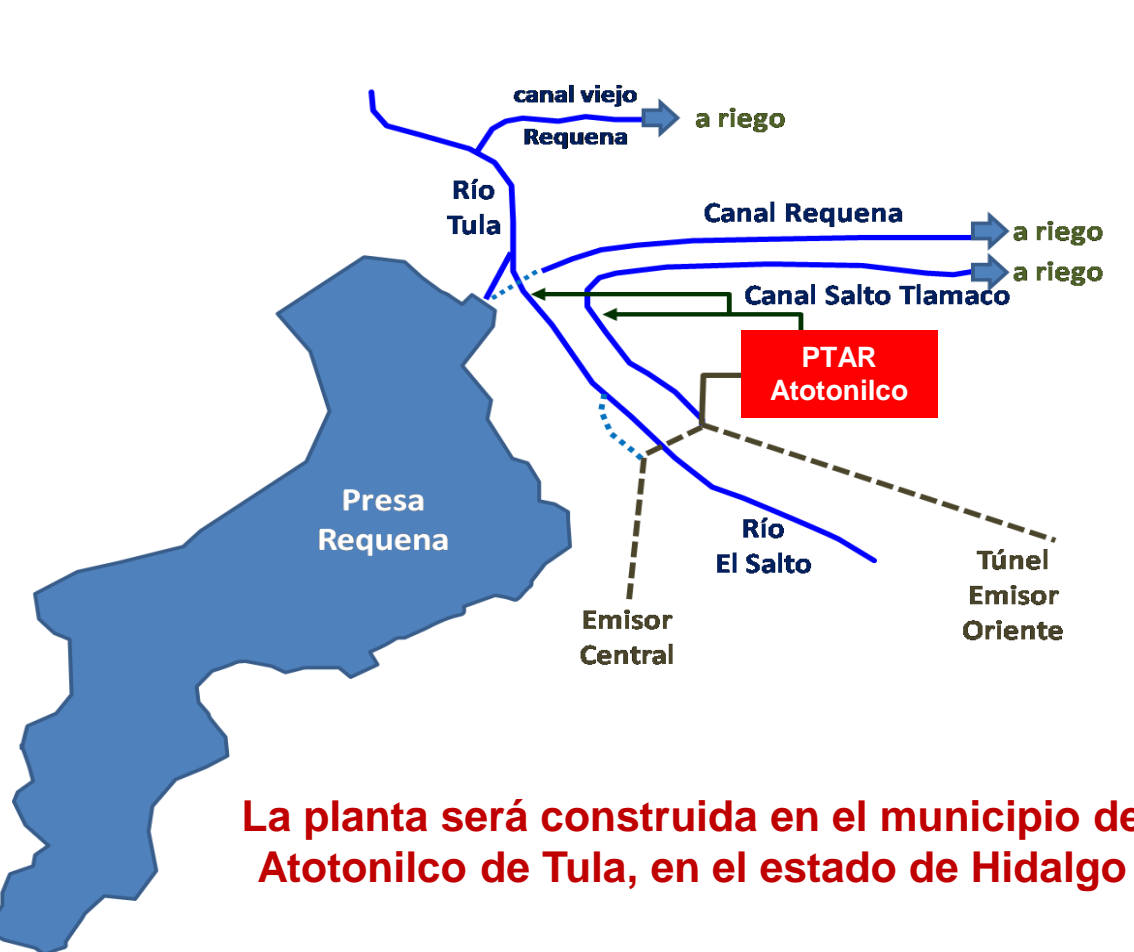 canal viejo
Requena
a riego
Río
Tula
Canal Requena
a riego
a riego
Canal Salto Tlamaco
PTAR
Atotonilco
Presa
Requena
Río
El Salto
Túnel
Emisor
Oriente
Emisor
Central
La planta será construida en el municipio de
Atotonilco de Tula, en el estado de Hidalgo